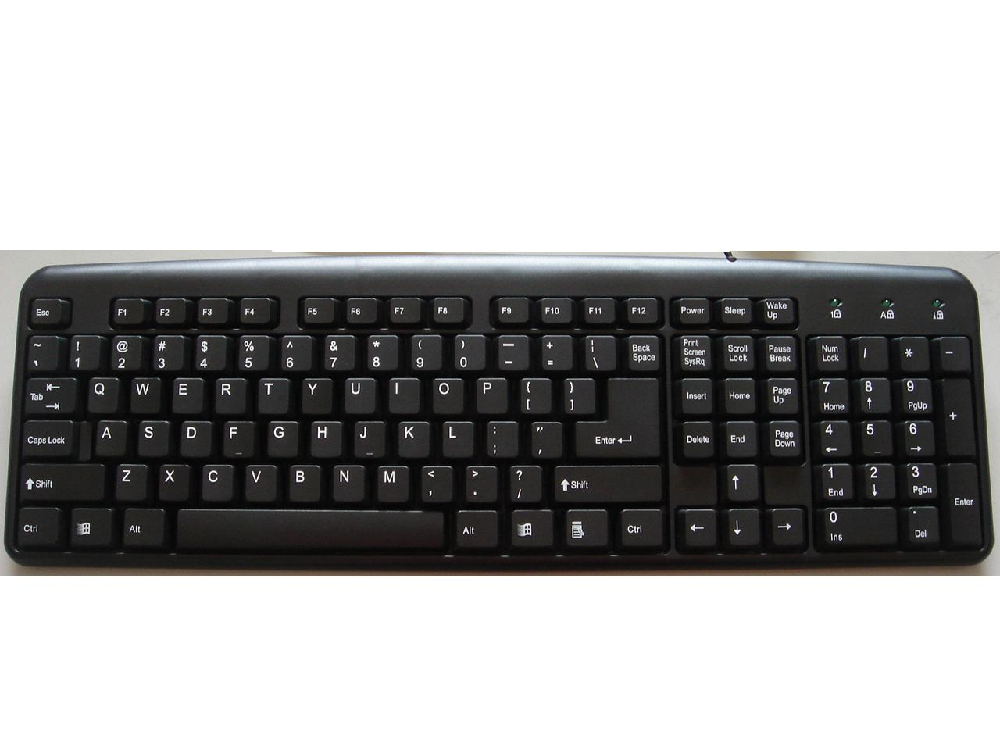 Esc F1 F2 F3 F4 F5 F6 F7 F8 F9 F10 F11 F12 Power Sleep Wake Up 1 A
~ ` ! 1 @ 2 # 3 $ 4 % 5 ^ 6 & 7 * 8 ( 9 ) 0 — − + = ¦ \ Back Space Print Screen SysRq Scroll Lock Pause Break Num Lock / * −
Tab Q W E R T Y U I O P { [ } ] Insert Home Page Up 7 Home 8 ↑ 9 PgUp +
Caps Lock A S D F G H J K L : ; " , Enter Delete End Page Down 4 ← 5 6 →
Shift Z X C V B N M < , > . ? / Shift ↑ 1 End 2 ↓ 3 PgDn Enter
Ctrl Alt Alt Ctrl ← ↓ → 0 Ins . Del